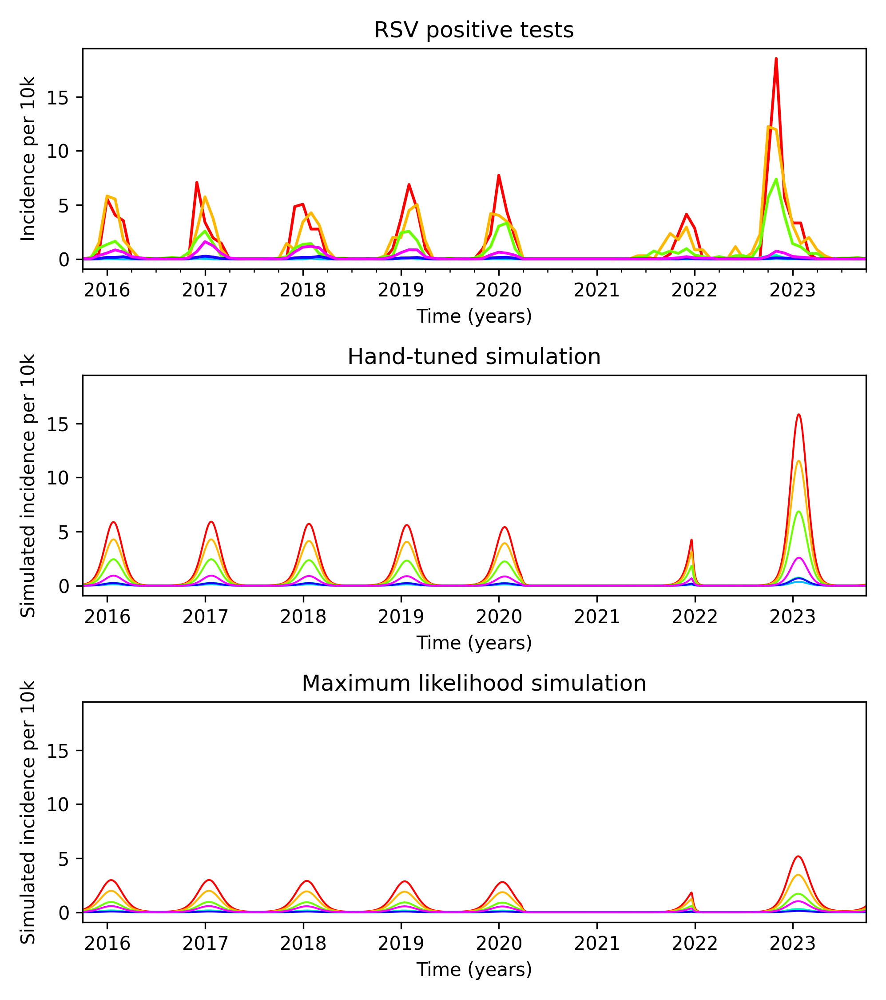 RSV positive tests
Incidence per 10k
15
10
5
0
2016 2017 2018 2019 2020 2021 2022 2023
Time (years)
Hand-tuned simulation
Simulated incidence per 10k
15
10
5
0
2016 2017 2018 2019 2020 2021 2022 2023
Time (years)
Maximum likelihood simulation
Simulated incidence per 10k
15
10
5
0
2016 2017 2018 2019 2020 2021 2022 2023
Time (years)